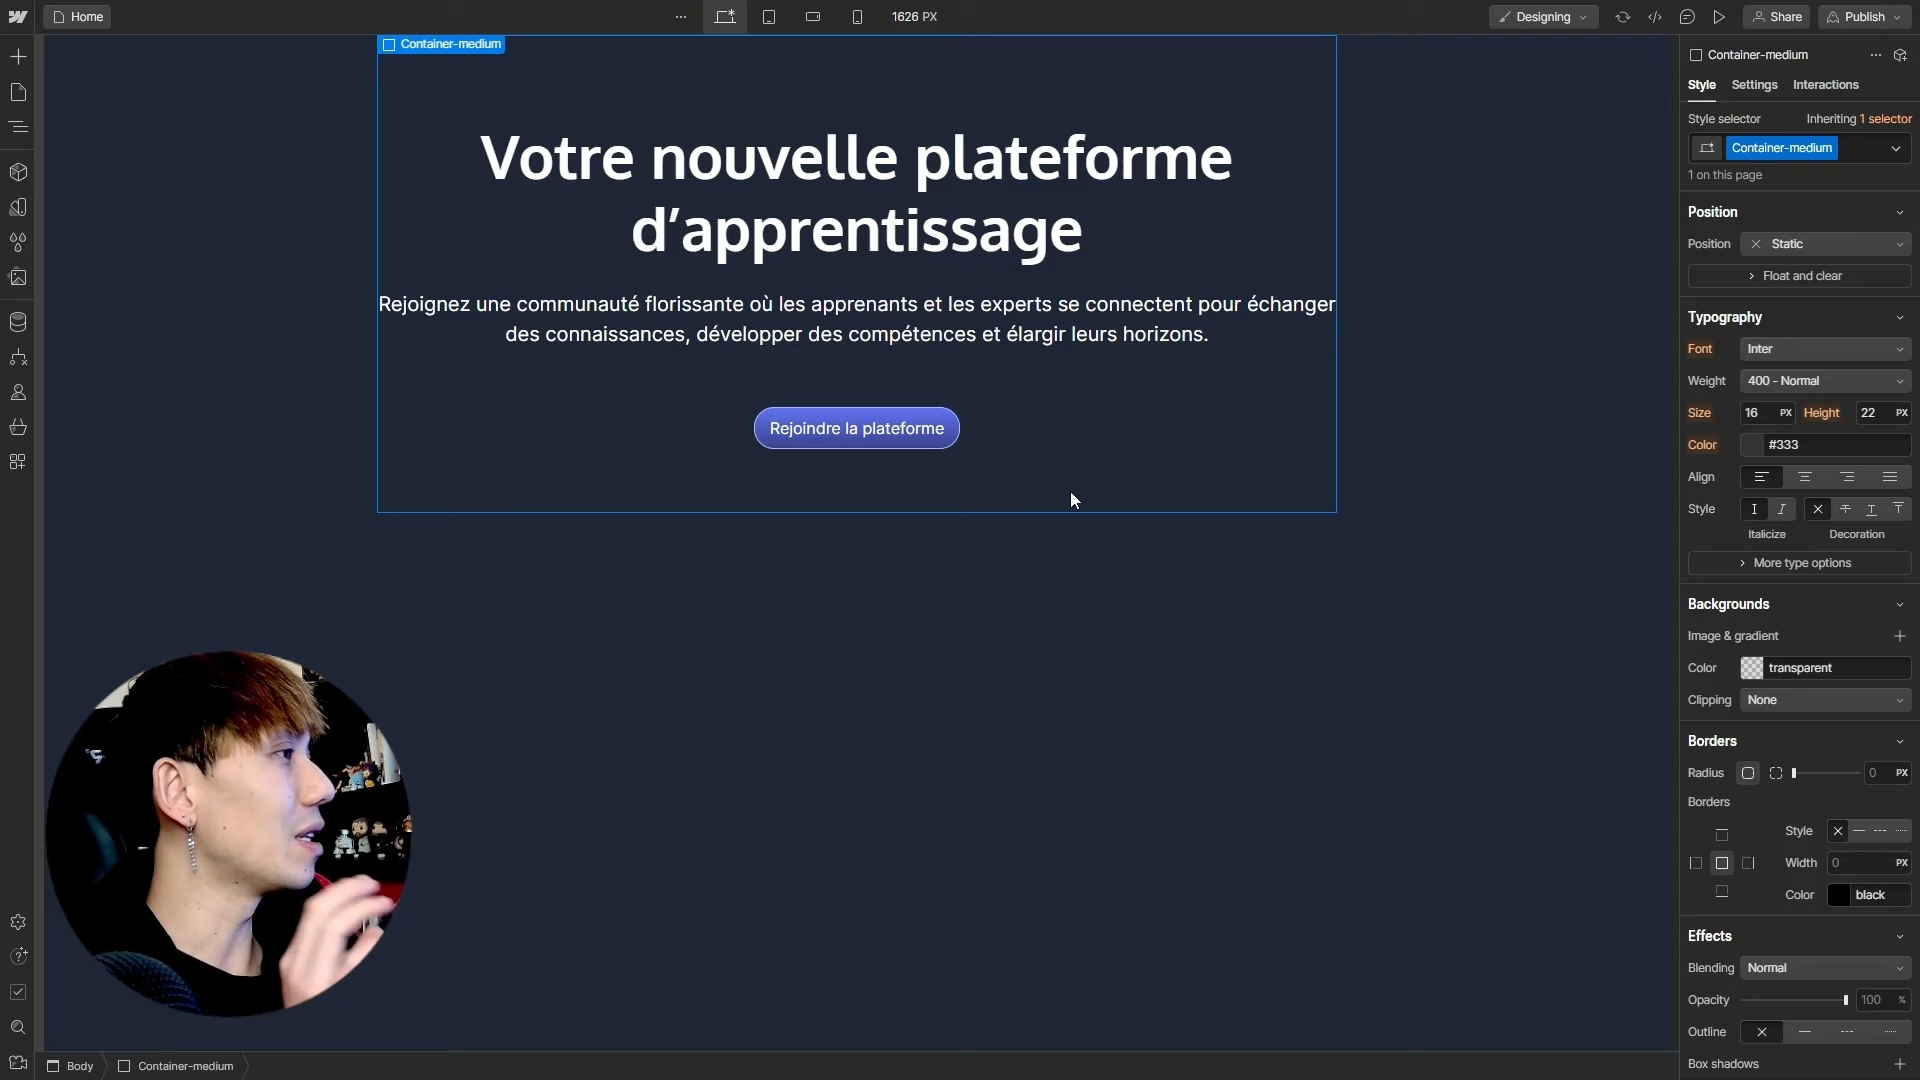 Home
1626 PX
Designing
Share
Publish
Container-medium
Votre nouvelle plateforme
d’apprentissage
Rejoignez une communauté florissante où les apprenants et les experts se connectent pour échanger
des connaissances, développer des compétences et élargir leurs horizons.
Rejoindre la plateforme
Container-medium
Style Settings Interactions
Style selector Inheriting 1 selector
Container-medium
1 on this page
Position
Position Static
Float and clear
Typography
Font Inter
Weight 400 - Normal
Size 16 PX Height 22 PX
Color #333
Align
Style
Italicize Decoration
More type options
Backgrounds
Image & gradient
Color transparent
Clipping None
Borders
Radius 0 PX
Borders
Style
Width 0 PX
Color black
Effects
Blending Normal
Opacity 100 %
Outline
Box shadows
Body Container-medium